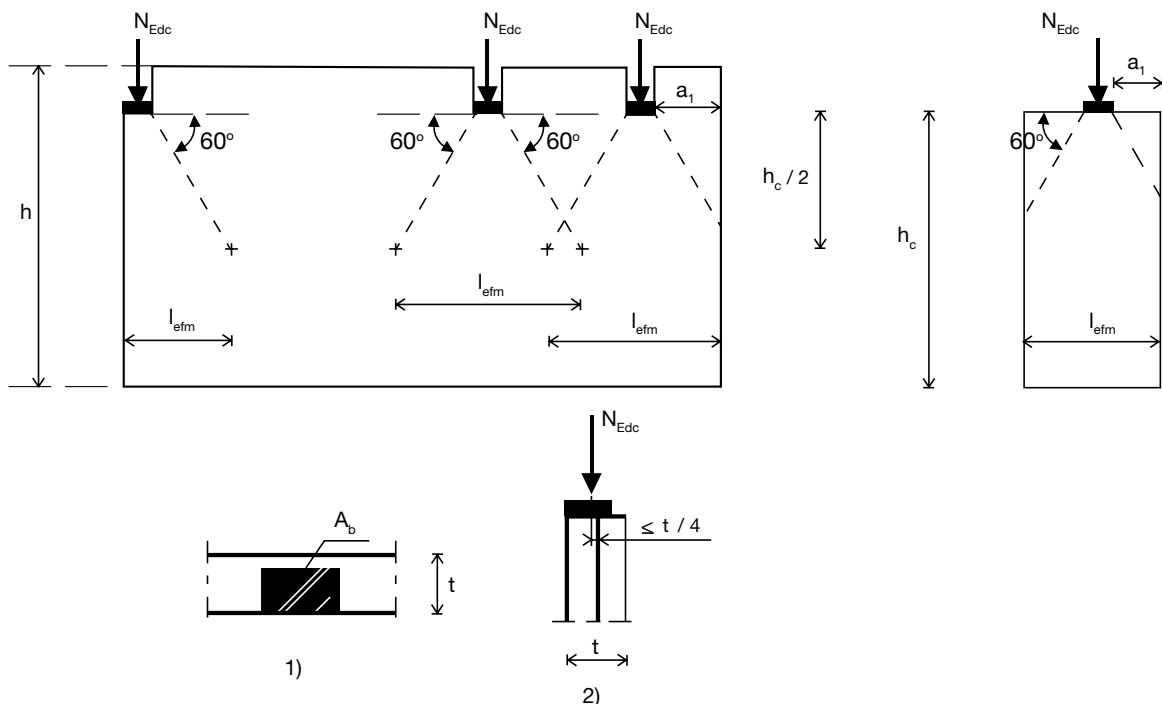 N_Edc N_Edc N_Edc N_Edc
a_1 a_1
60° 60° 60° 60°
h h_c / 2 h_c
l_efm
l_efm l_efm l_efm
N_Edc
A_b
≤ t / 4
t
t
1)
2)